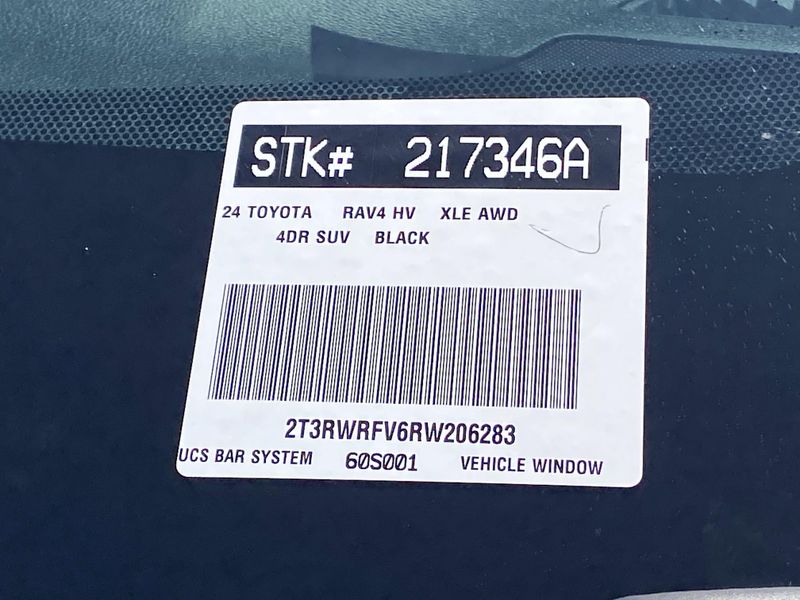 STK# 217346A
24 TOYOTA RAV4 HV XLE AWD
4DR SUV BLACK
2T3RWRFV6RW206283
UCS BAR SYSTEM 60S001 VEHICLE WINDOW